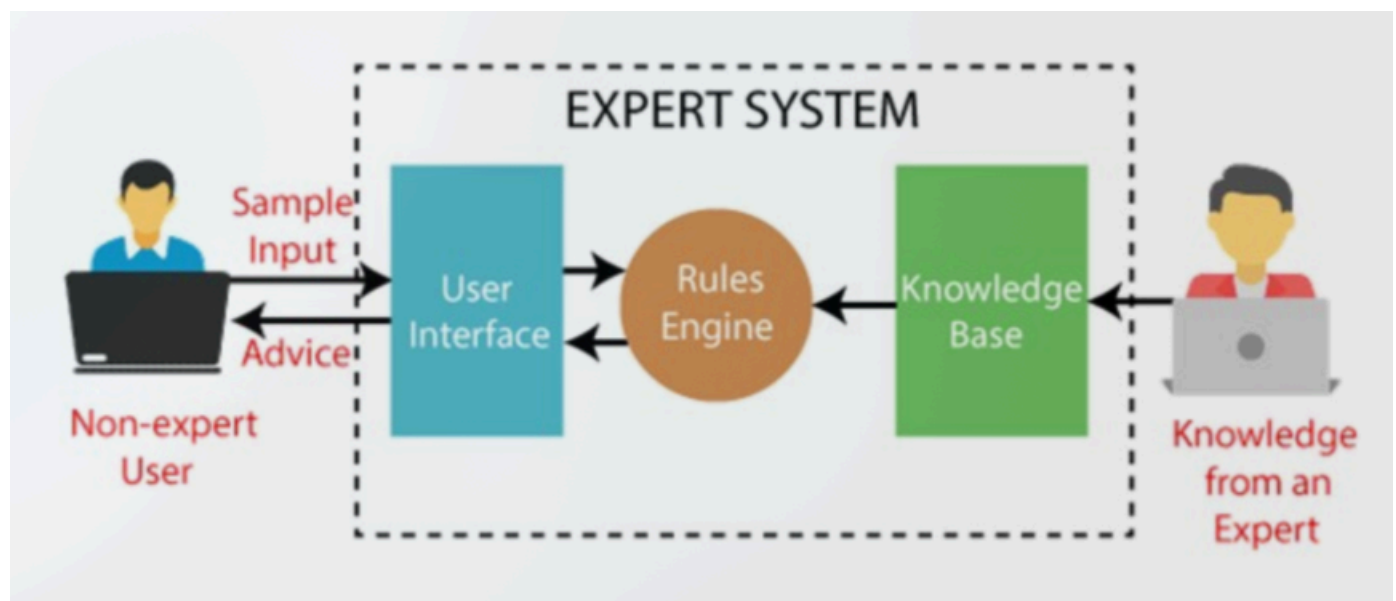 EXPERT SYSTEM
Sample
Input
Advice
Non-expert
User
User
Interface
Rules
Engine
Knowledge
Base
Knowledge
from an
Expert